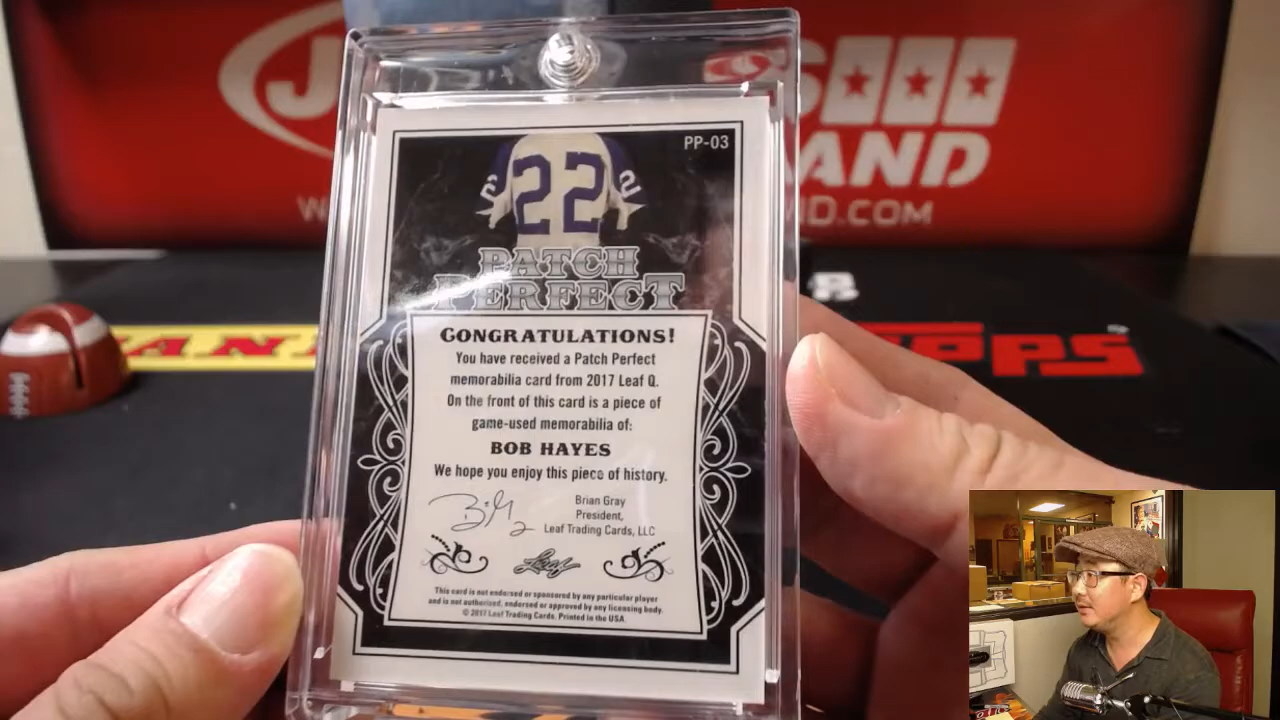 PP-03
22
PATCH
PERFECT
CONGRATULATIONS!
You have received a Patch Perfect
memorabilia card from 2017 Leaf Q.
On the front of this card is a piece of
game-used memorabilia of:
BOB HAYES
We hope you enjoy this piece of history.
Brian Gray
President,
Leaf Trading Cards, LLC
Leaf
This card is not endorsed or sponsored by any particular player
and is not authorized, endorsed or approved by any licensing body.
© 2017 Leaf Trading Cards. Printed in the USA.